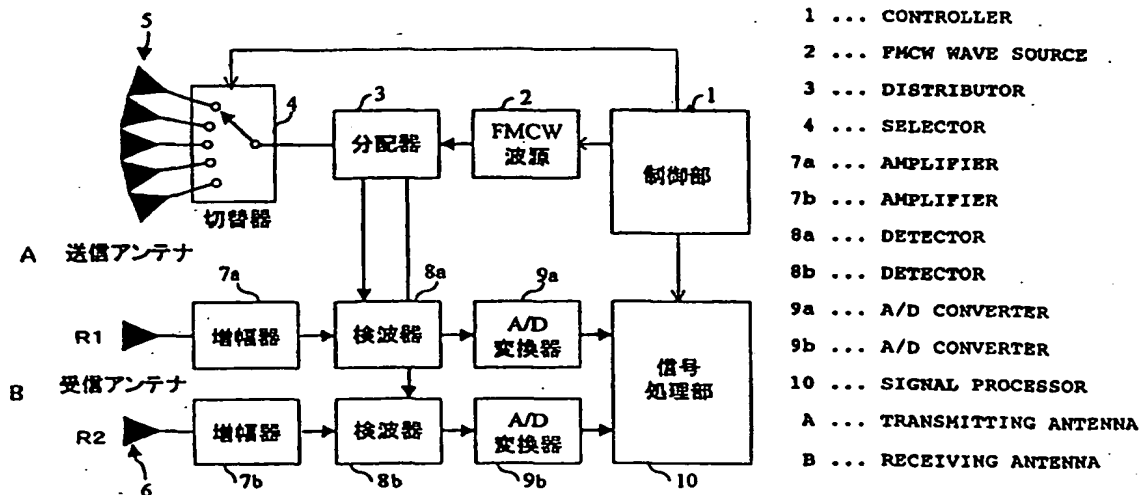 5
4
切替器
3
分配器
2
FMCW
波源
1
制御部
A 送信アンテナ
7a
8a
9a
R1
増幅器
検波器
A/D
変換器
信号
処理部
B 受信アンテナ
R2
増幅器
検波器
A/D
変換器
6
7b
8b
9b
10
1 ... CONTROLLER
2 ... FMCW WAVE SOURCE
3 ... DISTRIBUTOR
4 ... SELECTOR
7a ... AMPLIFIER
7b ... AMPLIFIER
8a ... DETECTOR
8b ... DETECTOR
9a ... A/D CONVERTER
9b ... A/D CONVERTER
10 ... SIGNAL PROCESSOR
A ... TRANSMITTING ANTENNA
B ... RECEIVING ANTENNA